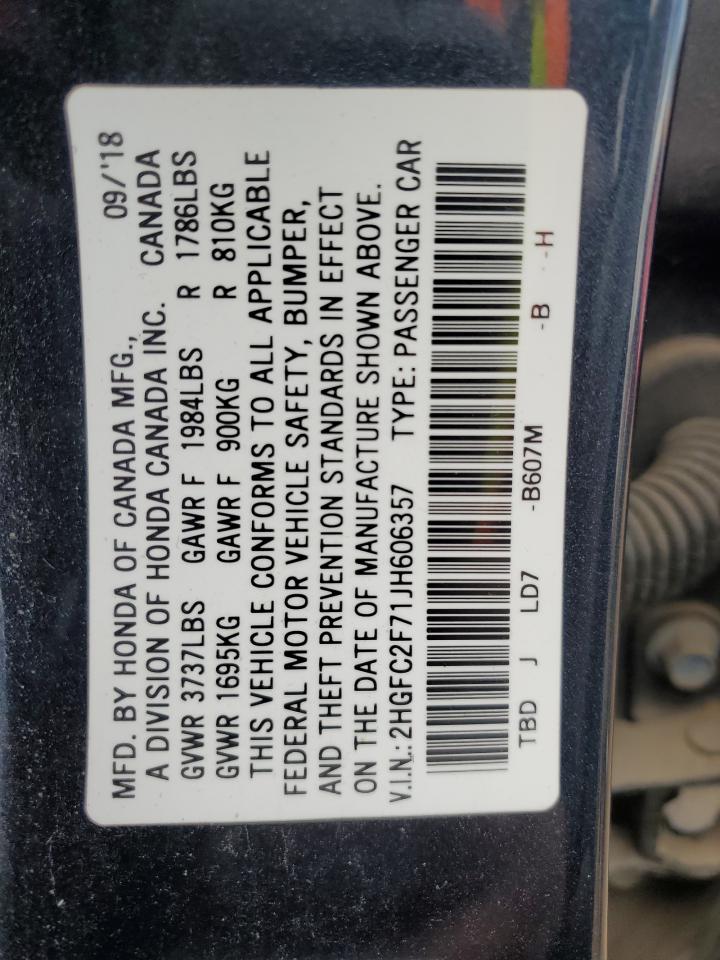 MFD. BY HONDA OF CANADA MFG., 09/'18
A DIVISION OF HONDA CANADA INC. CANADA
GVWR 3737LBS GAWR F 1984LBS R 1786LBS
GVWR 1695KG GAWR F 900KG R 810KG
THIS VEHICLE CONFORMS TO ALL APPLICABLE
FEDERAL MOTOR VEHICLE SAFETY, BUMPER,
AND THEFT PREVENTION STANDARDS IN EFFECT
ON THE DATE OF MANUFACTURE SHOWN ABOVE.
V.I.N.: 2HGFC2F71JH606357 TYPE: PASSENGER CAR
TBD J LD7 -B607M -B -H